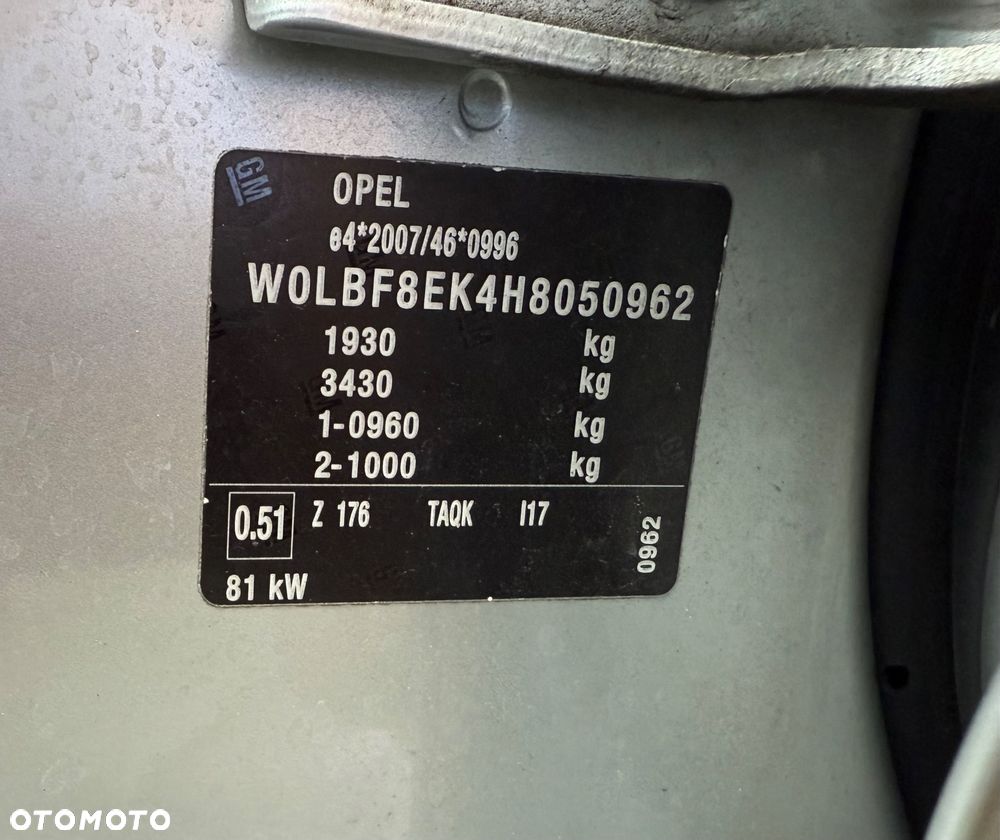 GM
OPEL
e4*2007/46*0996
W0LBF8EK4H8050962
1930 kg
3430 kg
1-0960 kg
2-1000 kg
0.51 Z 176 TAQK I17
0962
81 kW
OTOMOTO